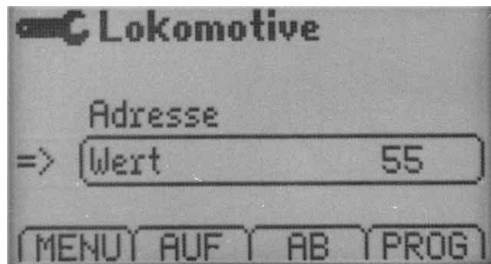 Lokomotive
Adresse
=> Wert 55
MENU AUF AB PROG